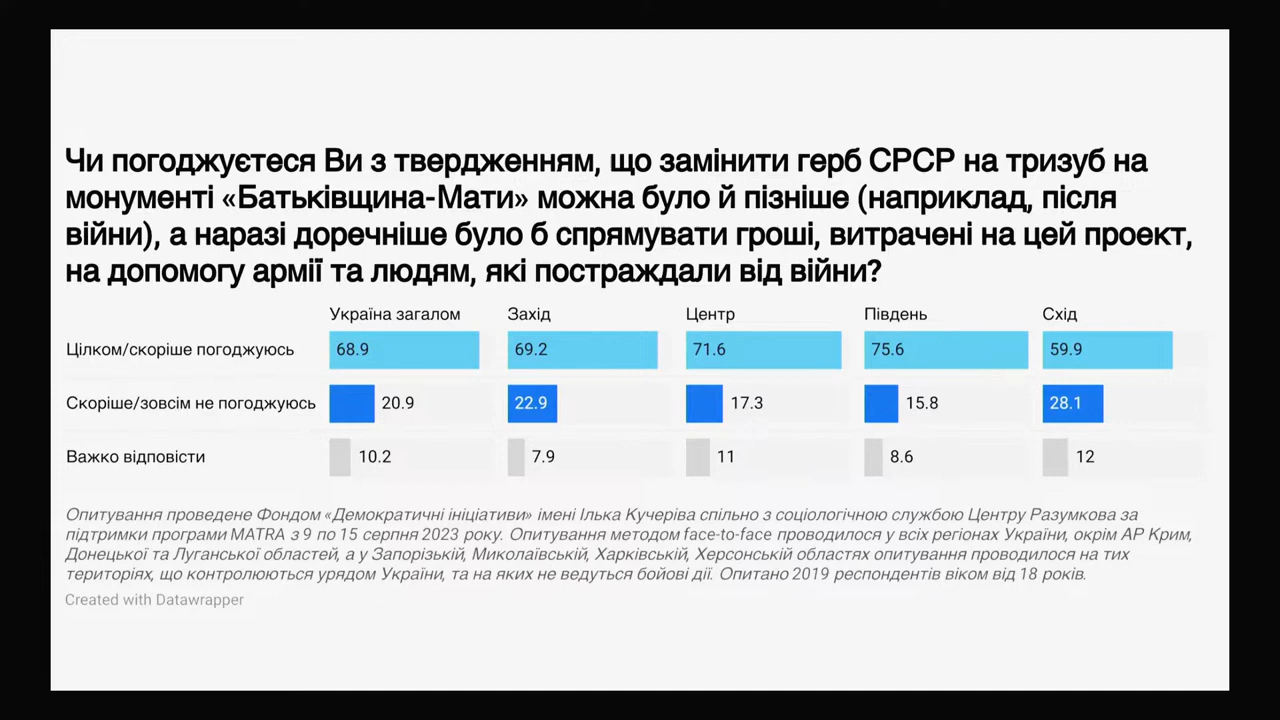 Чи погоджуєтеся Ви з твердженням, що замінити герб СРСР на тризуб на
монументі «Батьківщина-Мати» можна було й пізніше (наприклад, після
війни), а наразі доречніше було б спрямувати гроші, витрачені на цей проект,
на допомогу армії та людям, які постраждали від війни?
Україна загалом Захід Центр Південь Схід
Цілком/скоріше погоджуюсь 68.9 69.2 71.6 75.6 59.9
Скоріше/зовсім не погоджуюсь 20.9 22.9 17.3 15.8 28.1
Важко відповісти 10.2 7.9 11 8.6 12
Опитування проведене Фондом «Демократичні ініціативи» імені Ілька Кучеріва спільно з соціологічною службою Центру Разумкова за
підтримки програми MATRA з 9 по 15 серпня 2023 року. Опитування методом face-to-face проводилося у всіх регіонах України, окрім АР Крим,
Донецької та Луганської областей, а у Запорізькій, Миколаївській, Харківській, Херсонській областях опитування проводилося на тих
територіях, що контролюються урядом України, та на яких не ведуться бойові дії. Опитано 2019 респондентів віком від 18 років.
Created with Datawrapper